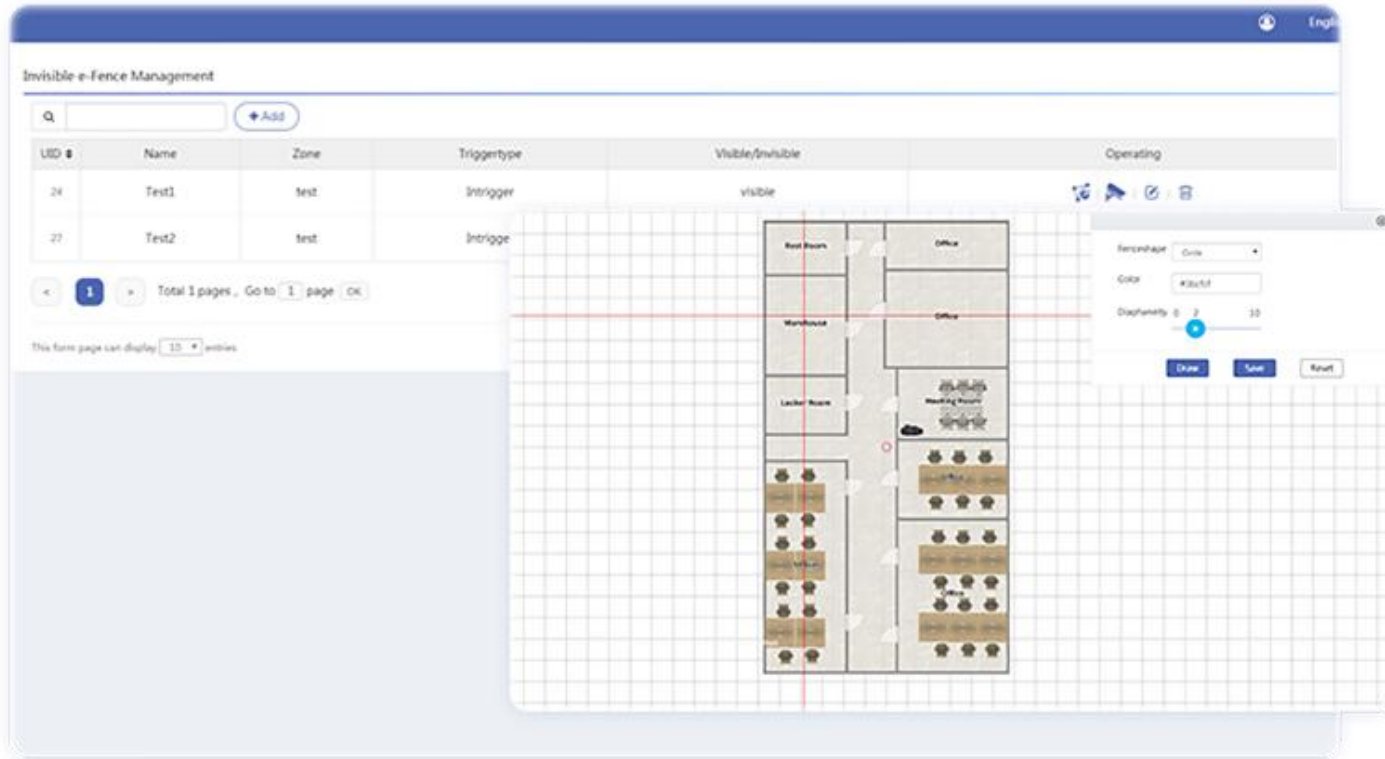 Engli
Invisible e-Fence Management
+ Add
UID Name Zone Triggertype Visible/Invisible Operating
24 Test1 test Intrigger visible
27 Test2 test Intrigge
< 1 > Total 1 pages , Go to 1 page OK
This form page can display 10 entries
Rest Room Office
Warehouse Office
Locker Room Meeting Room
Office
Office
Office
Fenceshape Circle
Color
Diaphaneity 0 2 10
Draw Save Reset